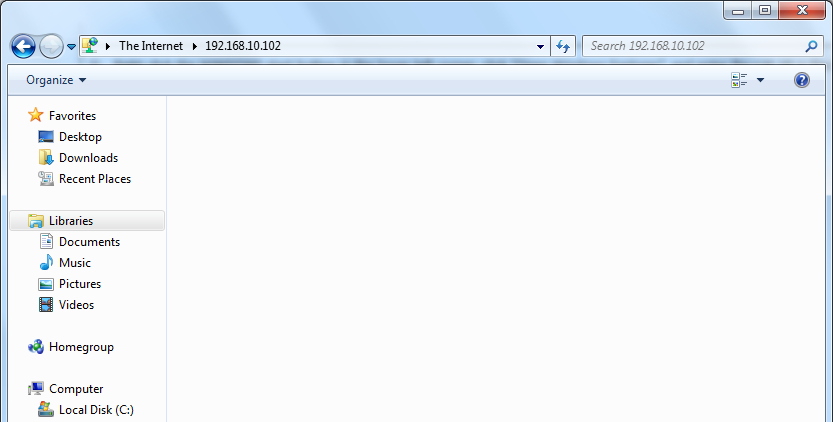 The Internet 192.168.10.102
Search 192.168.10.102
Organize
Favorites
Desktop
Downloads
Recent Places
Libraries
Documents
Music
Pictures
Videos
Homegroup
Computer
Local Disk (C:)